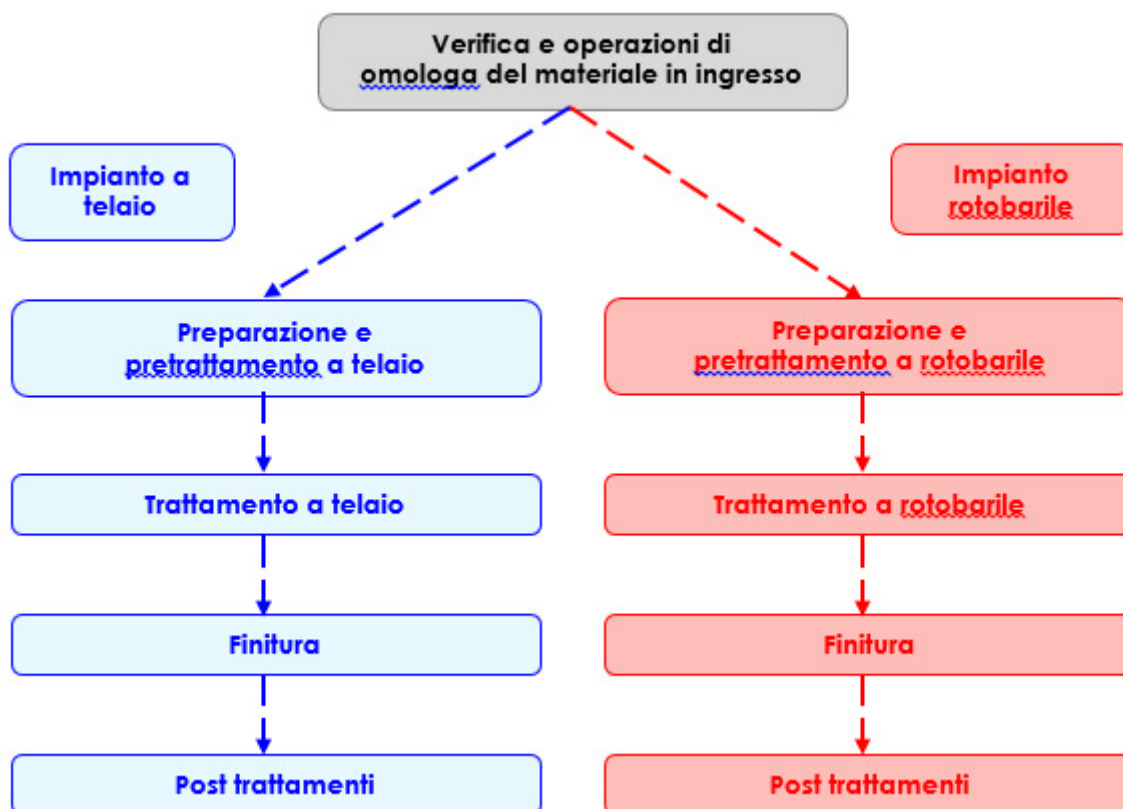 Verifica e operazioni di
omologa del materiale in ingresso
Impianto a
telaio
Impianto
rotobarile
Preparazione e
pretrattamento a telaio
Preparazione e
pretrattamento a rotobarile
Trattamento a telaio
Trattamento a rotobarile
Finitura
Finitura
Post trattamenti
Post trattamenti